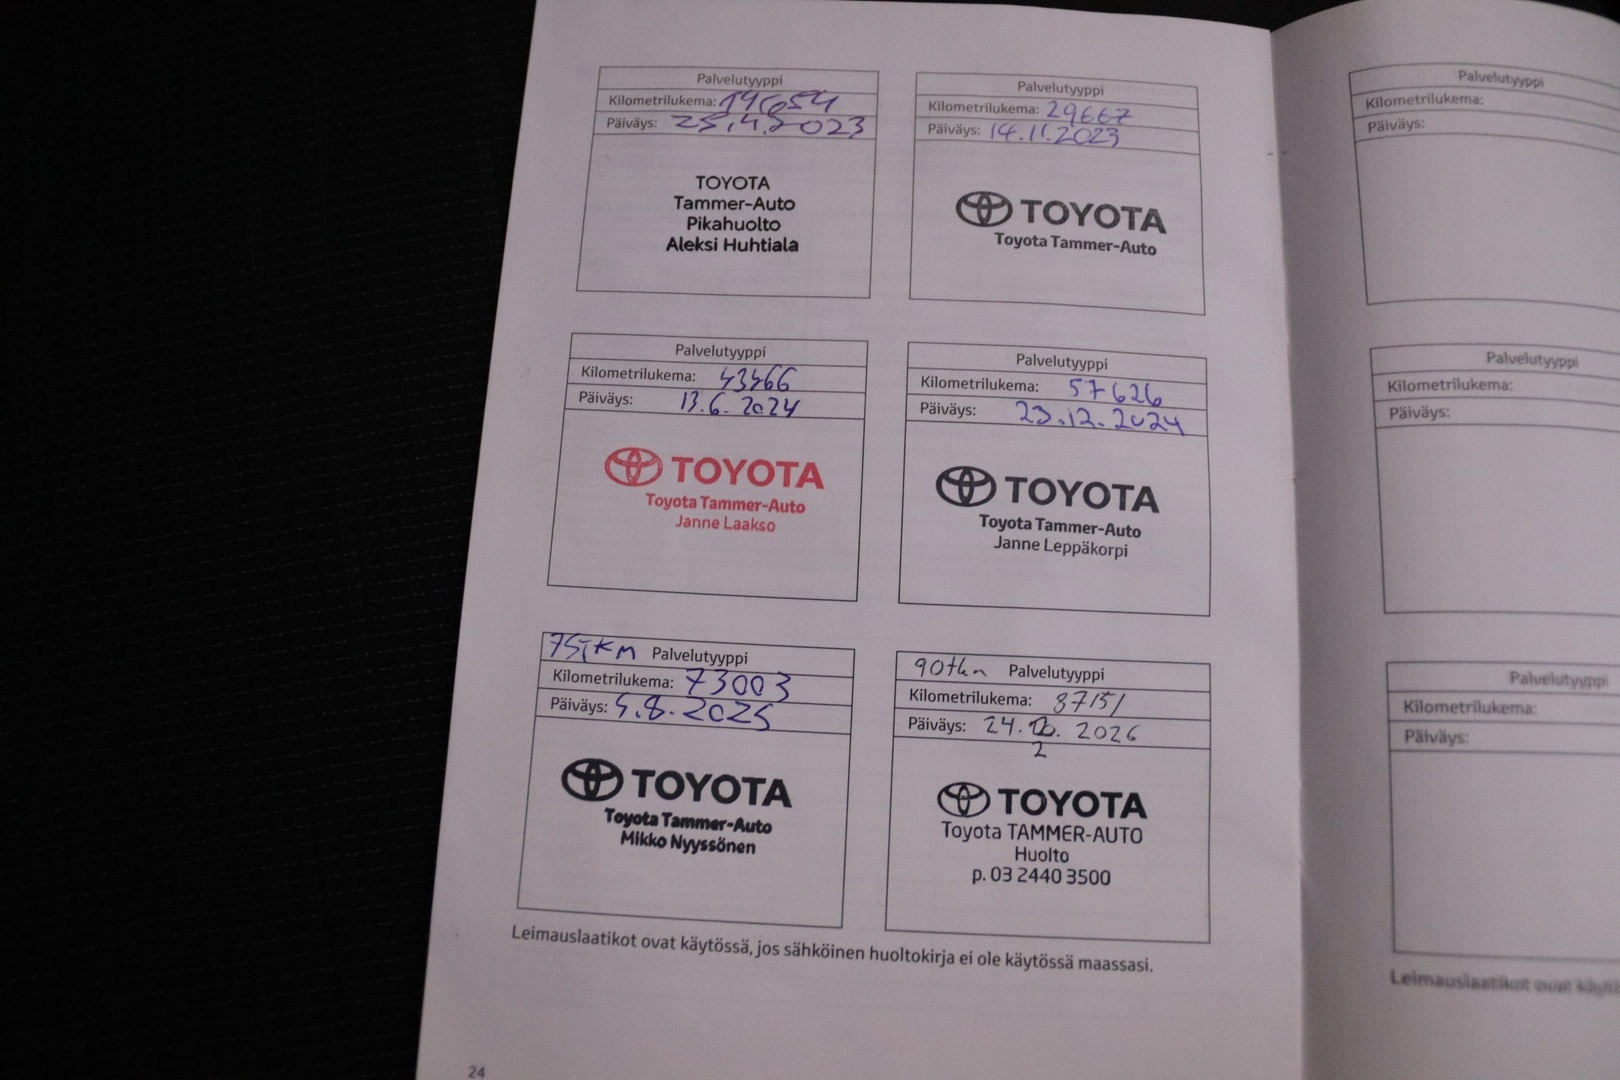 Palvelutyyppi
Kilometrilukema: 14654
Päiväys: 25.4.2023
TOYOTA
Tammer-Auto
Pikahuolto
Aleksi Huhtiala
Palvelutyyppi
Kilometrilukema: 29667
Päiväys: 14.11.2023
TOYOTA
Toyota Tammer-Auto
Palvelutyyppi
Kilometrilukema: 43466
Päiväys: 13.6.2024
TOYOTA
Toyota Tammer-Auto
Janne Laakso
Palvelutyyppi
Kilometrilukema: 57626
Päiväys: 23.12.2024
TOYOTA
Toyota Tammer-Auto
Janne Leppäkorpi
75tkm Palvelutyyppi
Kilometrilukema: 73003
Päiväys: 5.8.2025
TOYOTA
Toyota Tammer-Auto
Mikko Nyyssönen
90tkm Palvelutyyppi
Kilometrilukema: 87151
Päiväys: 24. 2026
2
TOYOTA
Toyota TAMMER-AUTO
Huolto
p. 03 2440 3500
Leimauslaatikot ovat käytössä, jos sähköinen huoltokirja ei ole käytössä maassasi.
24
Palvelutyyppi
Kilometrilukema:
Päiväys:
Palvelutyyppi
Kilometrilukema:
Päiväys:
Palvelutyyppi
Kilometrilukema:
Päiväys:
Leimauslaatikot ovat